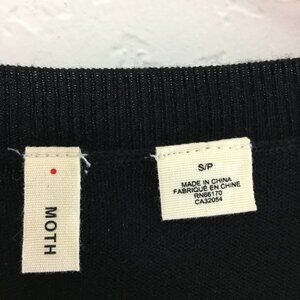 MOTH
S/P
MADE IN CHINA
FABRIQUÉ EN CHINE
RN66170
CA32054